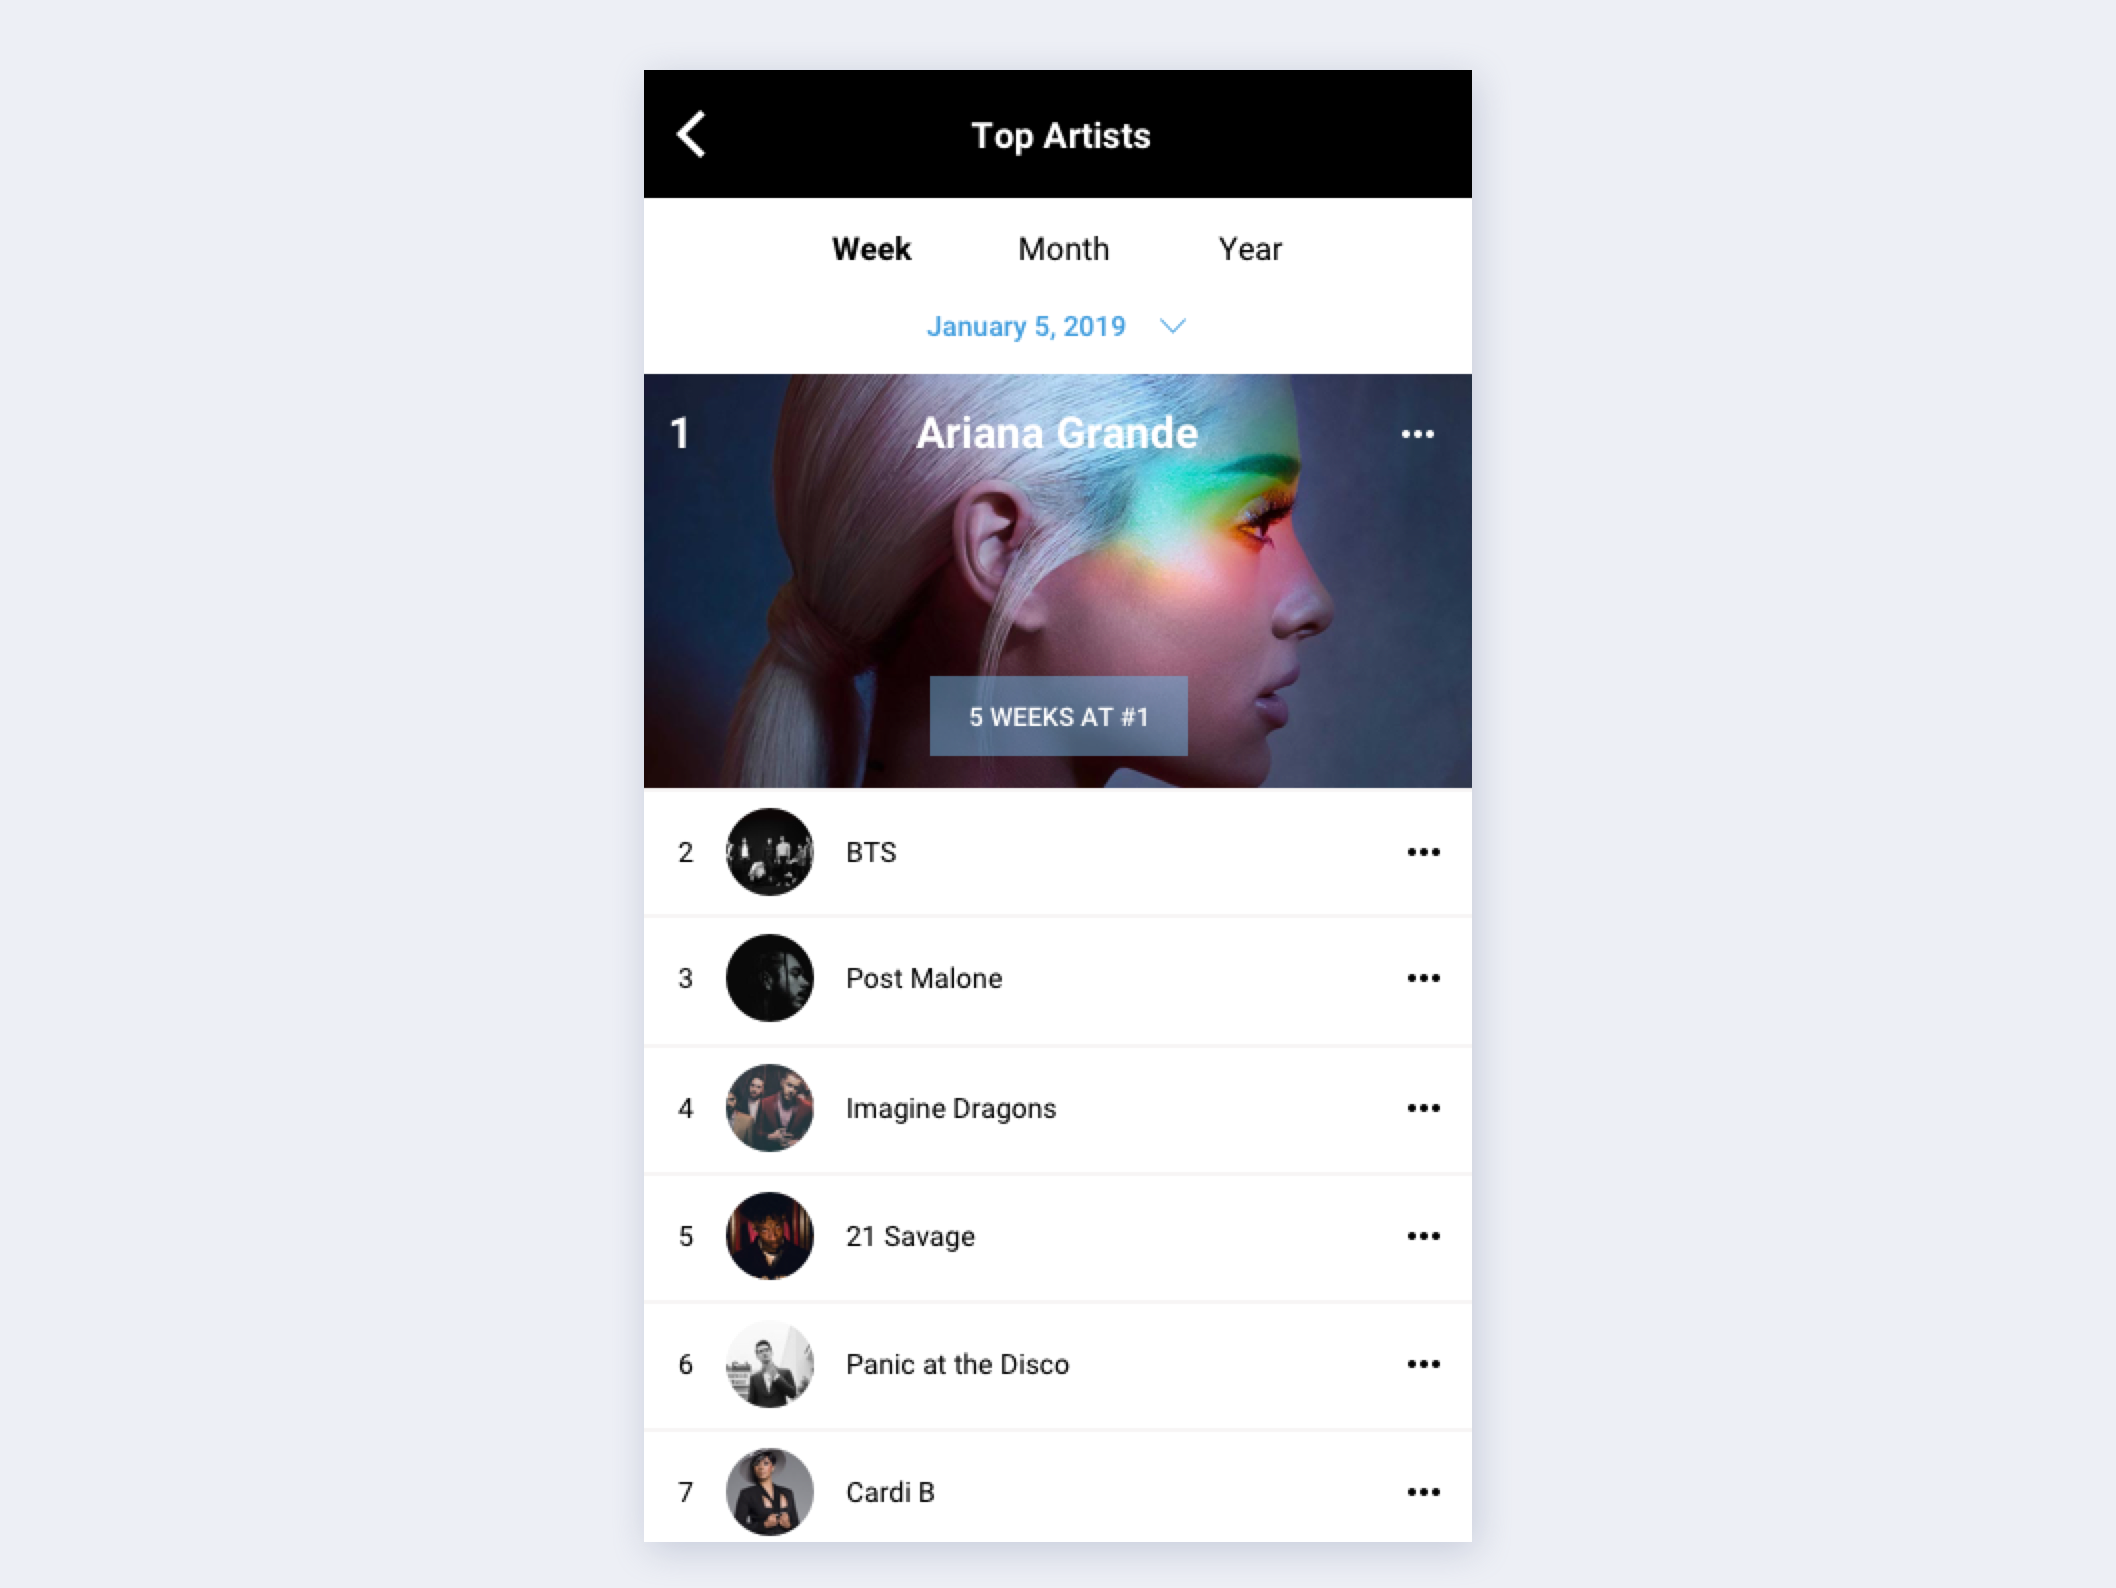 Top Artists
Week Month Year
January 5, 2019
1 Ariana Grande
5 WEEKS AT #1
2 BTS
3 Post Malone
4 Imagine Dragons
5 21 Savage
6 Panic at the Disco
7 Cardi B